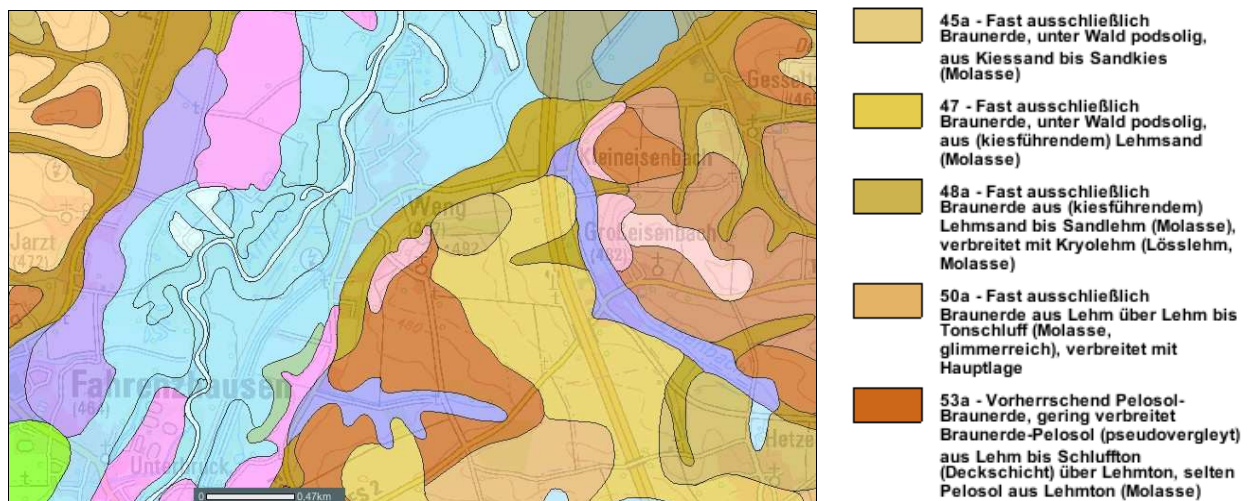 Gessel
(46
Kleineisenbach
Weng
Großeisenbach
(482)
Jarzt
(472)
Fahrenzhausen
(464)
Unterbruck
Hetze
0 0,47km
45a - Fast ausschließlich
Braunerde, unter Wald podsolig,
aus Kiessand bis Sandkies
(Molasse)
47 - Fast ausschließlich
Braunerde, unter Wald podsolig,
aus (kiesführendem) Lehmsand
(Molasse)
48a - Fast ausschließlich
Braunerde aus (kiesführendem)
Lehmsand bis Sandlehm (Molasse),
verbreitet mit Kryolehm (Lösslehm,
Molasse)
50a - Fast ausschließlich
Braunerde aus Lehm über Lehm bis
Tonschluff (Molasse,
glimmerreich), verbreitet mit
Hauptlage
53a - Vorherrschend Pelosol-
Braunerde, gering verbreitet
Braunerde-Pelosol (pseudovergleyt)
aus Lehm bis Schluffton
(Deckschicht) über Lehmton, selten
Pelosol aus Lehmton (Molasse)